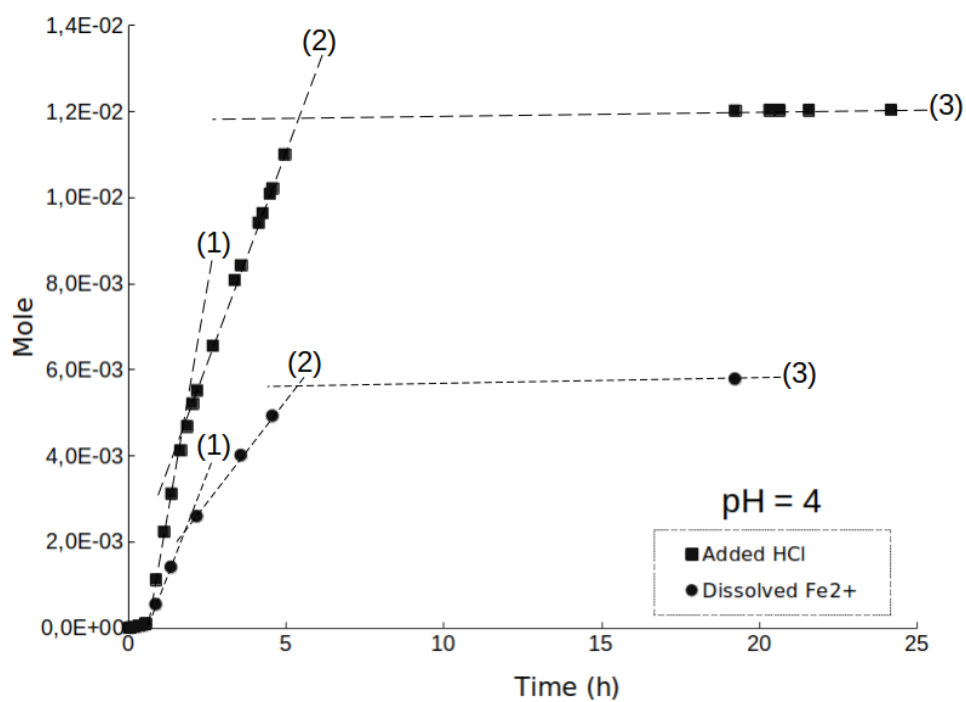 1,4E-02
(2)
1,2E-02
(3)
1,0E-02
(1)
8,0E-03
Mole
6,0E-03
(2)
(3)
4,0E-03
(1)
pH = 4
2,0E-03
Added HCl
Dissolved Fe2+
0,0E+00
0
5
10
15
20
25
Time (h)